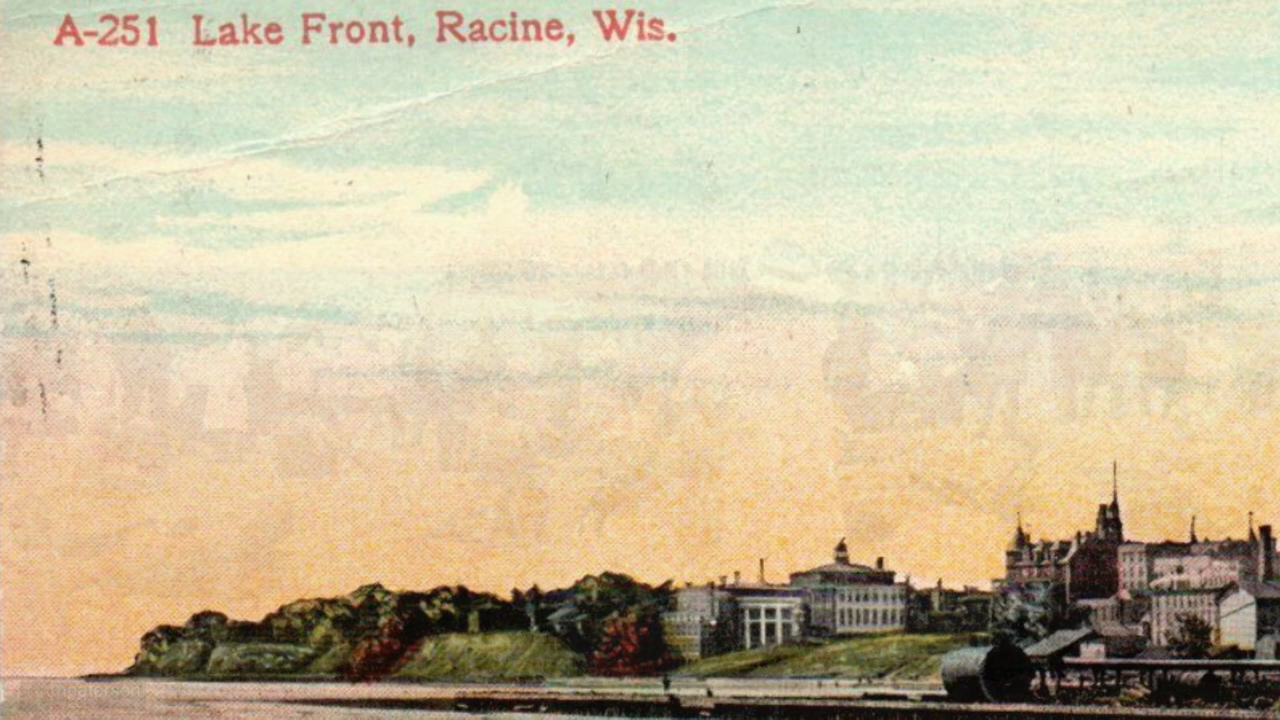 A-251 Lake Front, Racine, Wis.